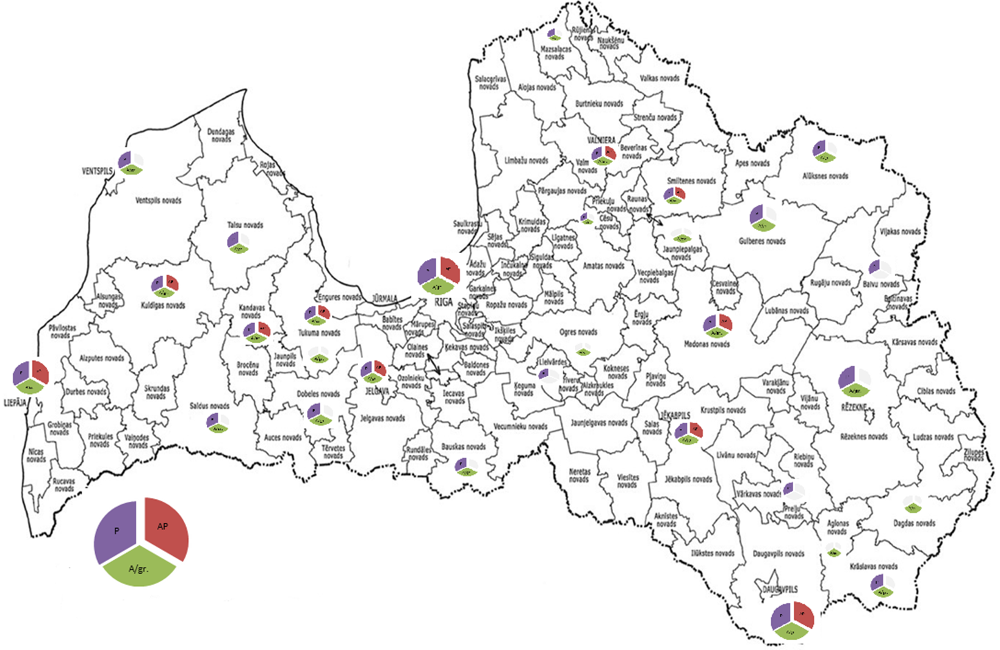 Rūjienas
novads
Naukšēnu
novads
Mazsalacas
novads
Salacgrīvas
novads
Alojas novads
Valkas novads
Burtnieku novads
Strenču novads
Dundagas
novads
VALMIERA
Beverīnas
novads
Rojas
novads
VENTSPILS
Limbažu novads
Valm
novads
Apes novads
Alūksnes novads
Smiltenes novads
Ventspils novads
Pārgaujas novads
Priekuļu
novads
Raunas
novads
Talsu novads
Saulkrastu
novads
Krimuldas
novads
Cēsu
novads
Sējas
novads
Līgatnes
novads
Jaunpiepalgas
novads
Gulbenes novads
Viļakas novads
Ādažu
novads
Inčukalna
novads
Siguldas
novads
Amatas novads
Vecpiebalgas
novads
Cesvaines
novads
Rugāju novads
Balvu novads
Baltinavas
novads
Alsungas
novads
Kuldīgas novads
Kandavas
novads
Engures novads
JŪRMALA
RIGA
Garkalnes
novads
Stopiņu
novads
Ropažu novads
Mālpils
novads
Lubānas novads
Pāvilostas
novads
Tukuma novads
Babītes
novads
Mārupes
novads
Salaspils
novads
Ikšķiles
novads
Ogres novads
Ērgļu
novads
Madonas novads
Kārsavas novads
Aizputes novads
Brocēnu
novads
Jaunpils
novads
Olaines
novads
Ķekavas novads
Baldones
novads
Lielvārdes
novads
Kokneses
novads
Pļaviņu
novads
Varakļānu
novads
Ciblas novads
LIEPĀJA
Durbes novads
Skrundas
novads
Saldus novads
Dobeles novads
JELGAVA
Ozolnieku
novads
Iecavas
novads
Ķeguma
novads
Aizkraukles
novads
Viļānu
novads
RĒZEKNE
Grobiņas
novads
Priekules
novads
Vaiņodes
novads
Auces novads
Jelgavas novads
Vecumnieku novads
Jaunjelgavas novads
Salas
novads
JĒKABPILS
Krustpils novads
Rēzeknes novads
Ludzas novads
Nīcas
novads
Tērvetes
novads
Rundāles
novads
Bauskas novads
Līvānu novads
Riebiņu
novads
Zilupes
novads
Rucavas
novads
Neretas
novads
Viesītes
novads
Jēkabpils novads
Vārkavas novads
Preiļu
novads
Aknīstes
novads
Aglonas
novads
Dagdas novads
P
AP
A/gr.
Ilūkstes novads
Daugavpils novads
Krāslavas novads
DAUGAVPILS